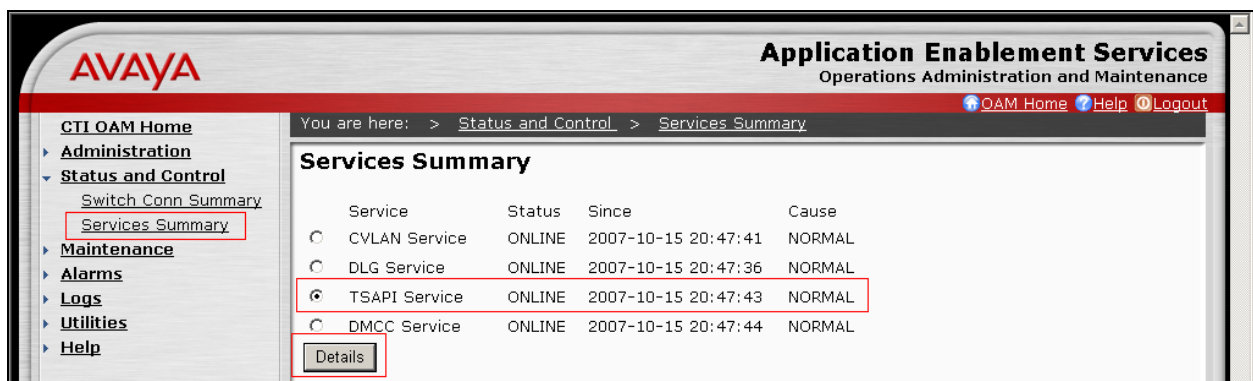 AVAYA
Application Enablement Services
Operations Administration and Maintenance
OAM Home Help Logout
You are here: > Status and Control > Services Summary
CTI OAM Home
Administration
Status and Control
Switch Conn Summary
Services Summary
Maintenance
Alarms
Logs
Utilities
Help
Services Summary
Service Status Since Cause
CVLAN Service ONLINE 2007-10-15 20:47:41 NORMAL
DLG Service ONLINE 2007-10-15 20:47:36 NORMAL
TSAPI Service ONLINE 2007-10-15 20:47:43 NORMAL
DMCC Service ONLINE 2007-10-15 20:47:44 NORMAL
Details